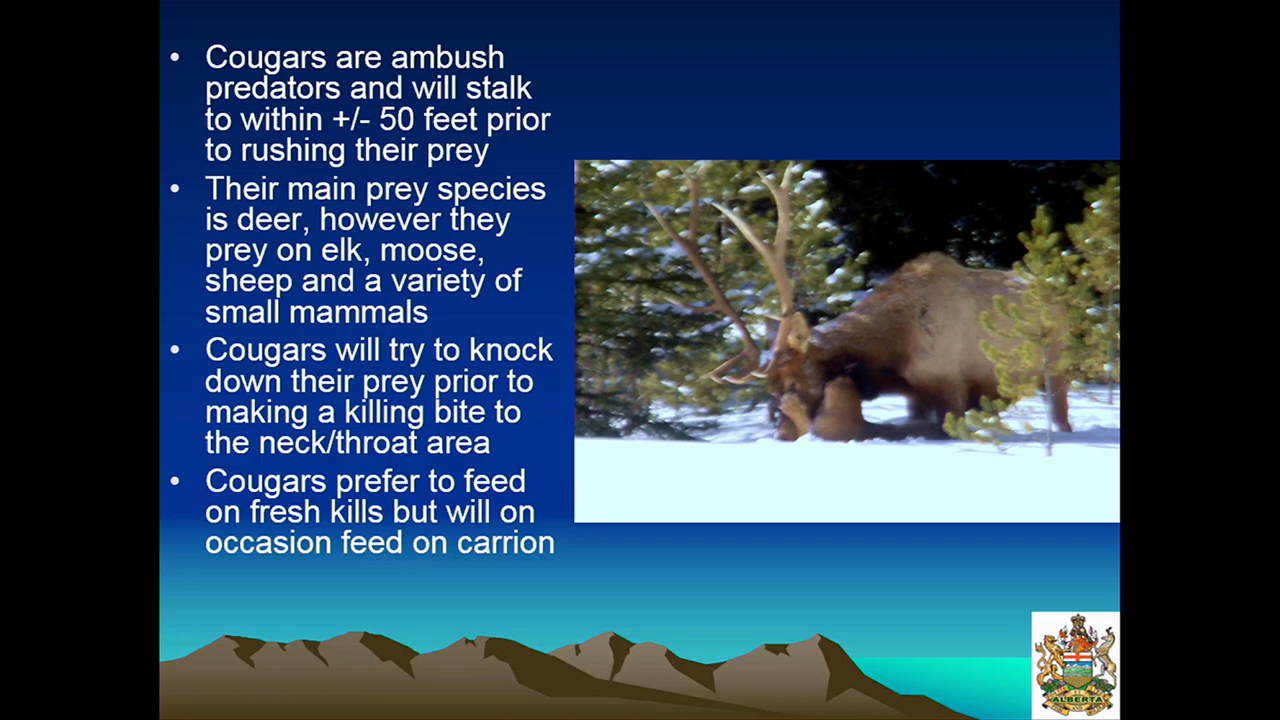 • Cougars are ambush
predators and will stalk
to within +/- 50 feet prior
to rushing their prey
• Their main prey species
is deer, however they
prey on elk, moose,
sheep and a variety of
small mammals
• Cougars will try to knock
down their prey prior to
making a killing bite to
the neck/throat area
• Cougars prefer to feed
on fresh kills but will on
occasion feed on carrion
ALBERTA